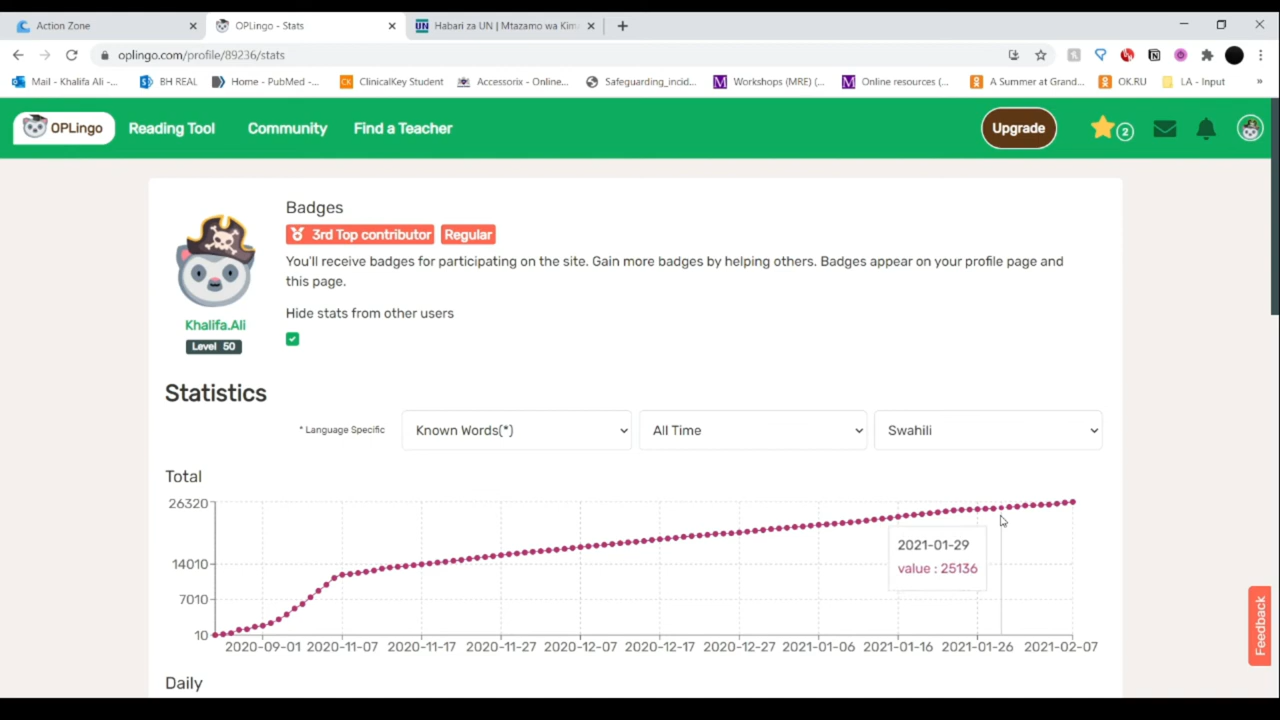 Action Zone
OPLingo - Stats
Habari za UN | Mtazamo wa Kim
oplingo.com/profile/89236/stats
Mail - Khalifa Ali -...
BH REAL
Home - PubMed -...
ClinicalKey Student
Accessorix - Online...
Safeguarding_incid...
Workshops (MRE) (...
Online resources (...
A Summer at Grand...
OK.RU
LA - Input
OPLingo
Reading Tool
Community
Find a Teacher
Upgrade
2
Badges
3rd Top contributor
Regular
You'll receive badges for participating on the site. Gain more badges by helping others. Badges appear on your profile page and
this page.
Hide stats from other users
Khalifa.Ali
Level 50
Statistics
* Language Specific
Known Words(*)
All Time
Swahili
Total
26320
14010
7010
10
2021-01-29
value : 25136
2020-09-01
2020-11-07
2020-11-17
2020-11-27
2020-12-07
2020-12-17
2020-12-27
2021-01-06
2021-01-16
2021-01-26
2021-02-07
Feedback
Daily